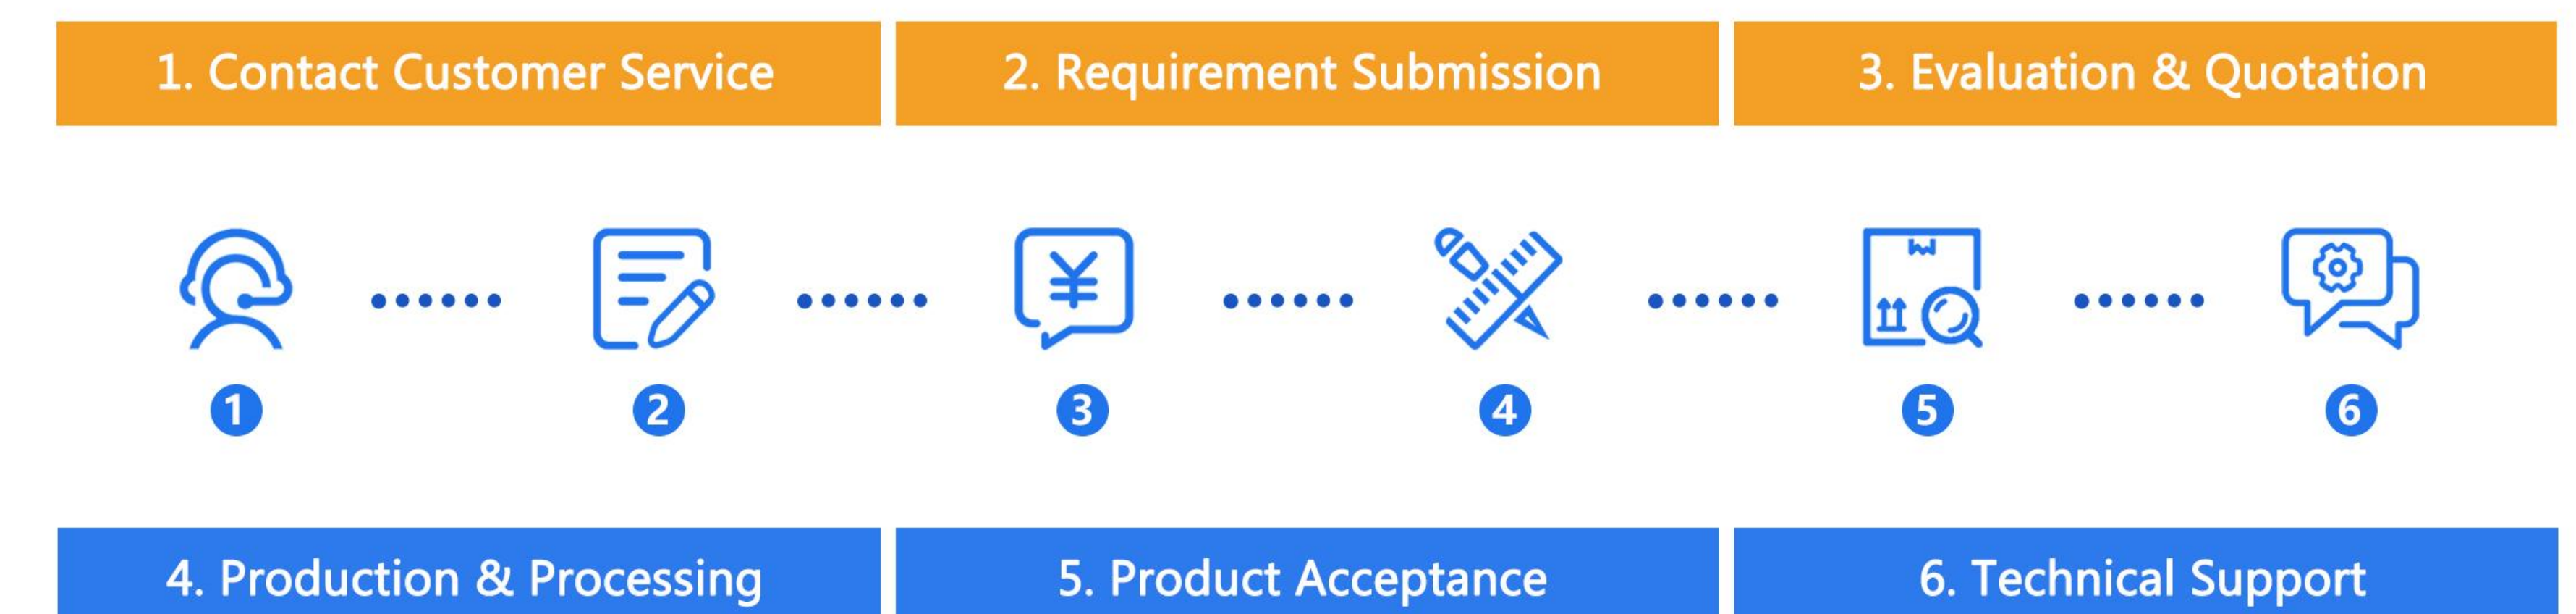 1. Contact Customer Service
2. Requirement Submission
3. Evaluation & Quotation
¥
1
2
3
4
5
6
4. Production & Processing
5. Product Acceptance
6. Technical Support